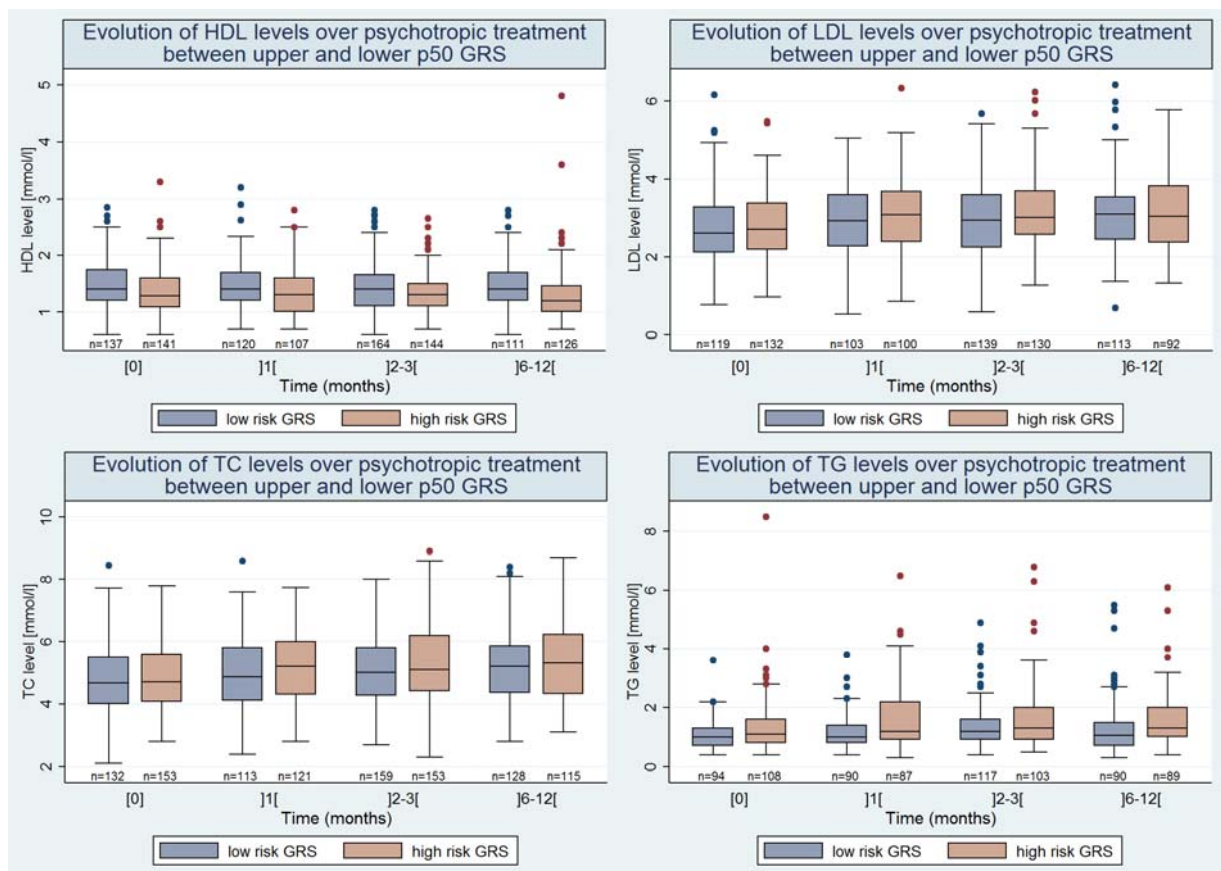 Evolution of HDL levels over psychotropic treatment
between upper and lower p50 GRS
HDL level [mmol/l]
5
4
3
2
1
n=137 n=141 n=120 n=107 n=164 n=144 n=111 n=126
[0] ]1[ ]2-3[ ]6-12[
Time (months)
low risk GRS high risk GRS
Evolution of LDL levels over psychotropic treatment
between upper and lower p50 GRS
LDL level [mmol/l]
6
4
2
0
n=119 n=132 n=103 n=100 n=139 n=130 n=113 n=92
[0] ]1[ ]2-3[ ]6-12[
Time (months)
low risk GRS high risk GRS
Evolution of TC levels over psychotropic treatment
between upper and lower p50 GRS
TC level [mmol/l]
10
8
6
4
2
n=132 n=153 n=113 n=121 n=159 n=153 n=128 n=115
[0] ]1[ ]2-3[ ]6-12[
Time (months)
low risk GRS high risk GRS
Evolution of TG levels over psychotropic treatment
between upper and lower p50 GRS
TG level [mmol/l]
8
6
4
2
0
n=94 n=108 n=90 n=87 n=117 n=103 n=90 n=89
[0] ]1[ ]2-3[ ]6-12[
Time (months)
low risk GRS high risk GRS